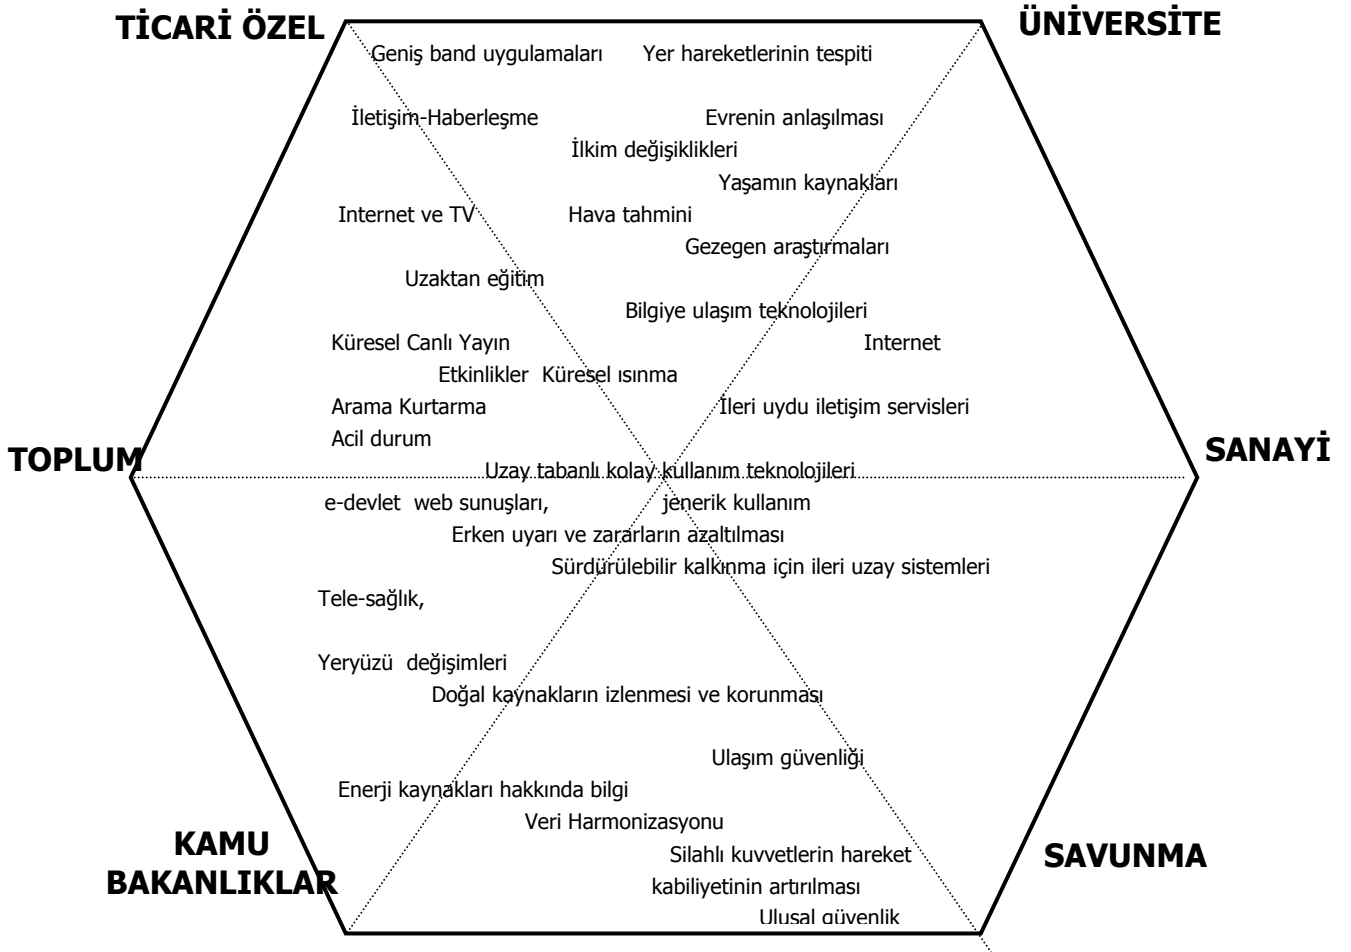 TİCARİ ÖZEL
ÜNİVERSİTE
Geniş band uygulamaları Yer hareketlerinin tespiti
İletişim-Haberleşme Evrenin anlaşılması
İlkim değişiklikleri
Yaşamın kaynakları
Internet ve TV Hava tahmini
Gezegen araştırmaları
Uzaktan eğitim
Bilgiye ulaşım teknolojileri
Küresel Canlı Yayın Internet
Etkinlikler Küresel ısınma
Arama Kurtarma İleri uydu iletişim servisleri
Acil durum
TOPLUM
SANAYİ
Uzay tabanlı kolay kullanım teknolojileri
e-devlet web sunuşları, jenerik kullanım
Erken uyarı ve zararların azaltılması
Sürdürülebilir kalkınma için ileri uzay sistemleri
Tele-sağlık,
Yeryüzü değişimleri
Doğal kaynakların izlenmesi ve korunması
Ulaşım güvenliği
Enerji kaynakları hakkında bilgi
Veri Harmonizasyonu
KAMU
BAKANLIKLAR
SAVUNMA
Silahlı kuvvetlerin hareket
kabiliyetinin artırılması
Ulusal güvenlik